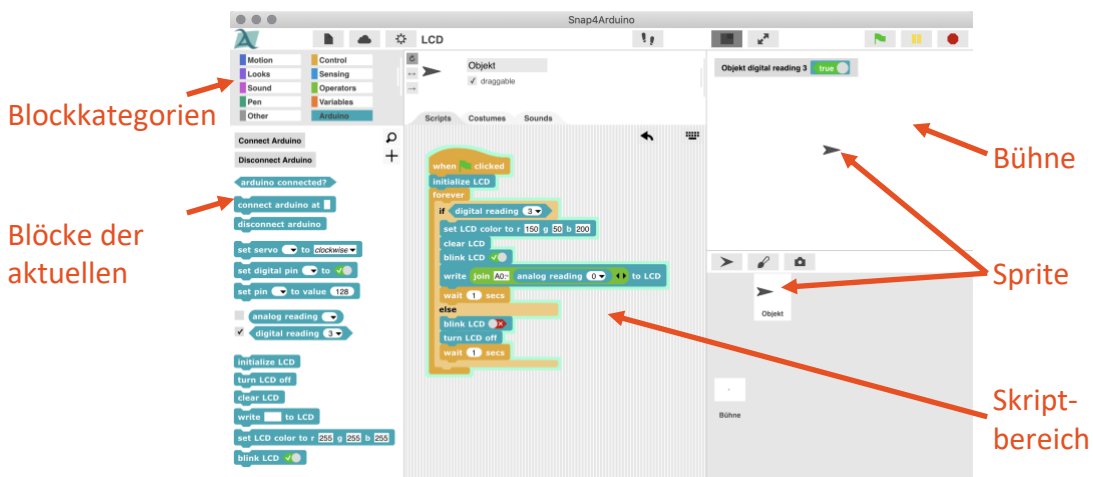 Snap4Arduino
LCD
Motion
Looks
Sound
Pen
Other
Control
Sensing
Operators
Variables
Arduino
Connect Arduino
Disconnect Arduino
arduino connected?
connect arduino at
disconnect arduino
set servo to clockwise
set digital pin to
set pin to value 128
analog reading
digital reading 3
initialize LCD
turn LCD off
clear LCD
write to LCD
set LCD color to r 255 g 255 b 255
blink LCD
Objekt
draggable
Scripts Costumes Sounds
when clicked
initialize LCD
forever
if digital reading 3
set LCD color to r 150 g 50 b 200
clear LCD
blink LCD
write join A0: analog reading 0 to LCD
wait 1 secs
else
blink LCD
turn LCD off
wait 1 secs
Objekt digital reading 3 true
Objekt
Bühne
Blockkategorien
Blöcke der
aktuellen
Bühne
Sprite
Skript-
bereich